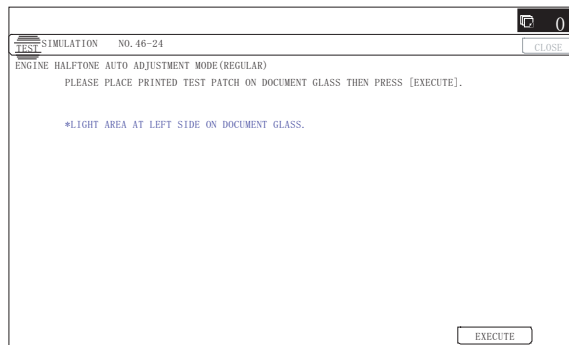 0
TEST SIMULATION NO.46-24
CLOSE
ENGINE HALFTONE AUTO ADJUSTMENT MODE(REGULAR)
PLEASE PLACE PRINTED TEST PATCH ON DOCUMENT GLASS THEN PRESS [EXECUTE].
*LIGHT AREA AT LEFT SIDE ON DOCUMENT GLASS.
EXECUTE